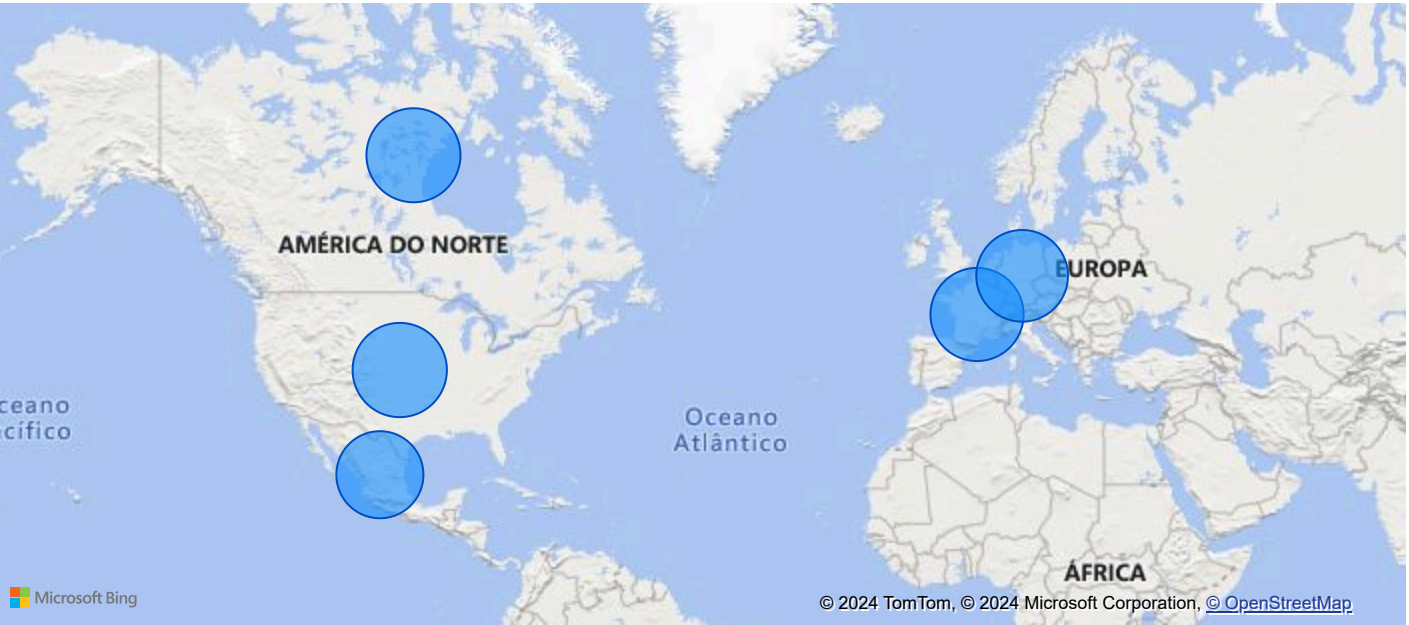 AMÉRICA DO NORTE
EUROPA
ceano
cífico
Oceano
Atlântico
ÁFRICA
Microsoft Bing
© 2024 TomTom, © 2024 Microsoft Corporation, © OpenStreetMap